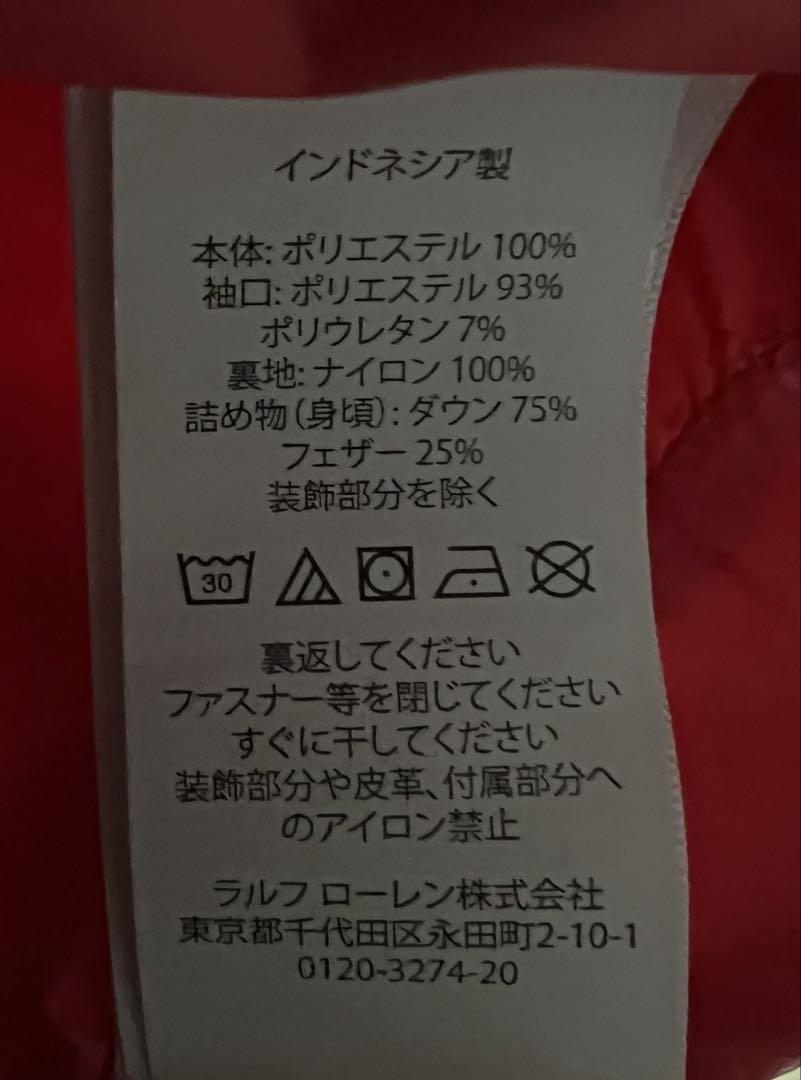 インドネシア製
本体: ポリエステル 100%
袖口: ポリエステル 93%
ポリウレタン 7%
裏地: ナイロン 100%
詰め物(身頃): ダウン 75%
フェザー 25%
装飾部分を除く
30
裏返してください
ファスナー等を閉じてください
すぐに干してください
装飾部分や皮革、付属部分へ
のアイロン禁止
ラルフ ローレン株式会社
東京都千代田区永田町2-10-1
0120-3274-20